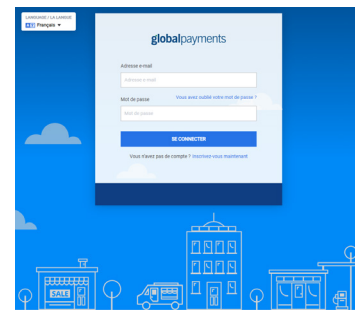 LANGUAGE / LA LANGUE
Français
globalpayments
Adresse e-mail
Adresse e-mail
Mot de passe
Vous avez oublié votre mot de passe ?
Mot de passe
SE CONNECTER
Vous n'avez pas de compte ? Inscrivez-vous maintenant
SALE